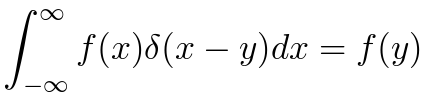 ∫_{-∞}^{∞} f(x)δ(x − y)dx = f(y)